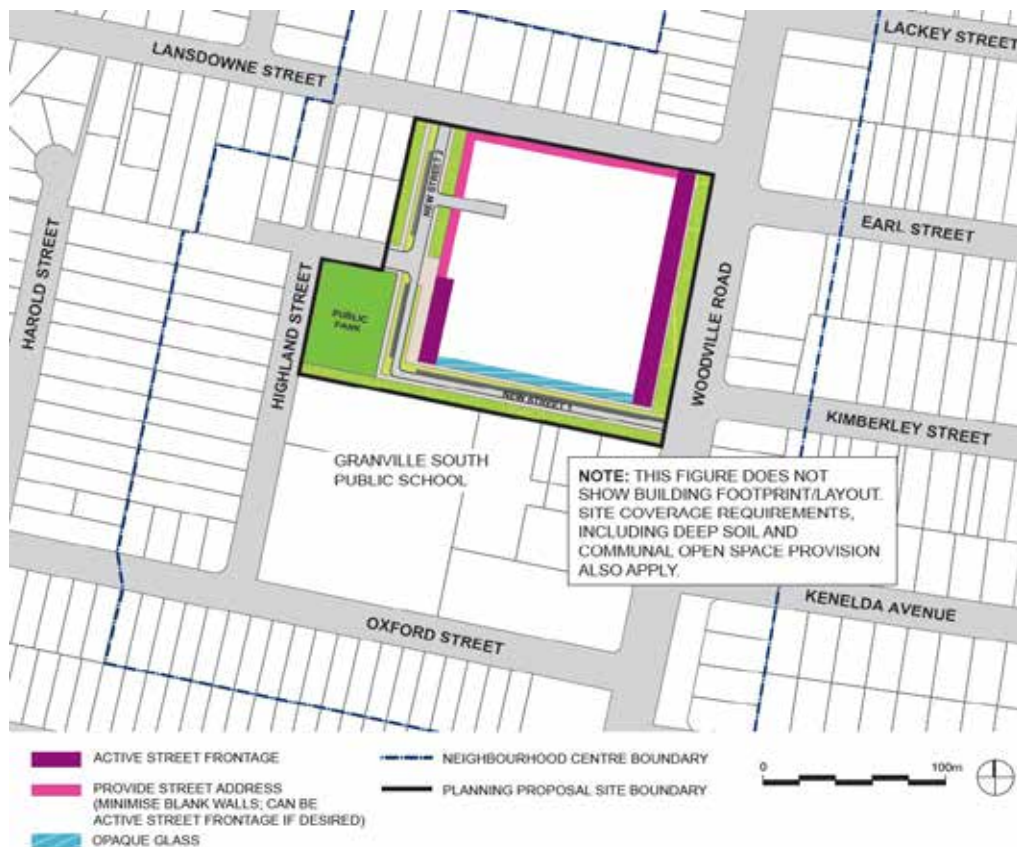 LACKEY STREET
LANSDOWNE STREET
NEW STREET
EARL STREET
HAROLD STREET
HIGHLAND STREET
PUBLIC
PARK
WOODVILLE ROAD
NEW STREET 1
KIMBERLEY STREET
GRANVILLE SOUTH
PUBLIC SCHOOL
NOTE: THIS FIGURE DOES NOT
SHOW BUILDING FOOTPRINT/LAYOUT.
SITE COVERAGE REQUIREMENTS,
INCLUDING DEEP SOIL AND
COMMUNAL OPEN SPACE PROVISION
ALSO APPLY.
KENELDA AVENUE
OXFORD STREET
ACTIVE STREET FRONTAGE
PROVIDE STREET ADDRESS
(MINIMISE BLANK WALLS; CAN BE
ACTIVE STREET FRONTAGE IF DESIRED)
OPAQUE GLASS
NEIGHBOURHOOD CENTRE BOUNDARY
PLANNING PROPOSAL SITE BOUNDARY
0 100m